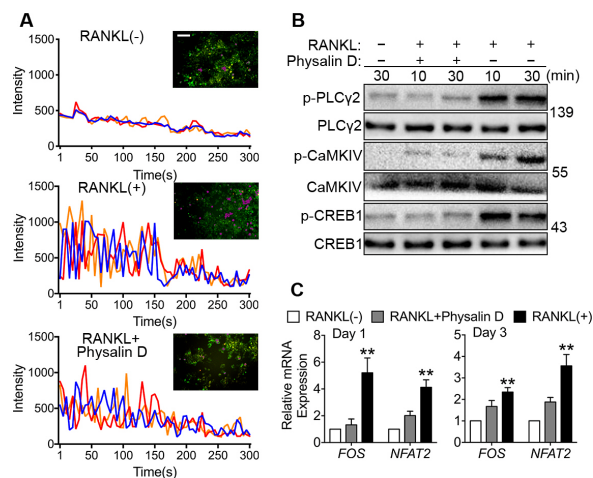 A
RANKL(-)
1500
1000
500
0
Intensity
1 50 100 150 200 250 300
Time(s)
RANKL(+)
1500
1000
500
0
Intensity
1 50 100 150 200 250 300
Time(s)
RANKL+
Physalin D
1500
1000
500
0
Intensity
1 50 100 150 200 250 300
Time(s)
B
RANKL: − + + + +
Physalin D: − + + − −
30 10 30 10 30 (min)
p-PLCγ2
139
PLCγ2
p-CaMKIV
55
CaMKIV
p-CREB1
43
CREB1
C
RANKL(-) RANKL+Physalin D RANKL(+)
Relative mRNA
Expression
Day 1
8
6
4
2
0
** **
FOS NFAT2
Day 3
5
4
3
2
1
0
** **
FOS NFAT2